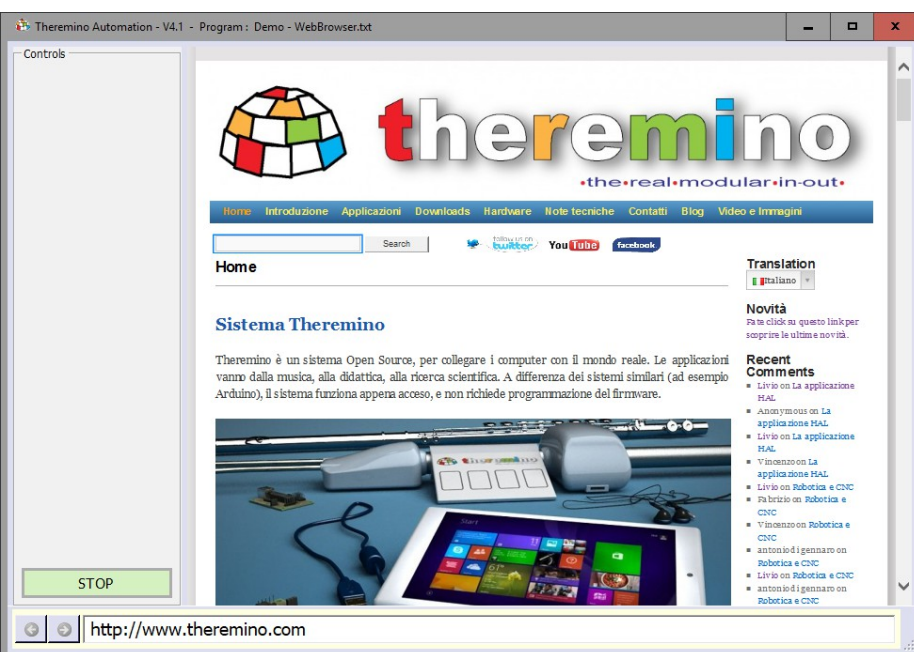 Theremino Automation - V4.1 - Program : Demo - WebBrowser.txt
Controls
theremino
•the•real•modular•in-out•
Home Introduzione Applicazioni Downloads Hardware Note tecniche Contatti Blog Video e Immagini
Search
follow us on
twitter
YouTube
facebook
Home
Sistema Theremino
Theremino è un sistema Open Source, per collegare i computer con il mondo reale. Le applicazioni
vanno dalla musica, alla didattica, alla ricerca scientifica. A differenza dei sistemi similari (ad esempio
Arduino), il sistema funziona appena acceso, e non richiede programmazione del firmware.
theremino
Start
Translation
Italiano
Novità
Fate click su questo link per
scoprire le ultime novità.
Recent
Comments
Livio on La applicazione
HAL
Anonymous on La
applicazione HAL
Livio on La applicazione
HAL
Vincenzo on La
applicazione HAL
Livio on Robotica e CNC
Fabrizio on Robotica e
CNC
Vincenzo on Robotica e
CNC
antonio di gennaro on
Robotica e CNC
Livio on Robotica e CNC
antonio di gennaro on
Robotica e CNC
STOP
http://www.theremino.com